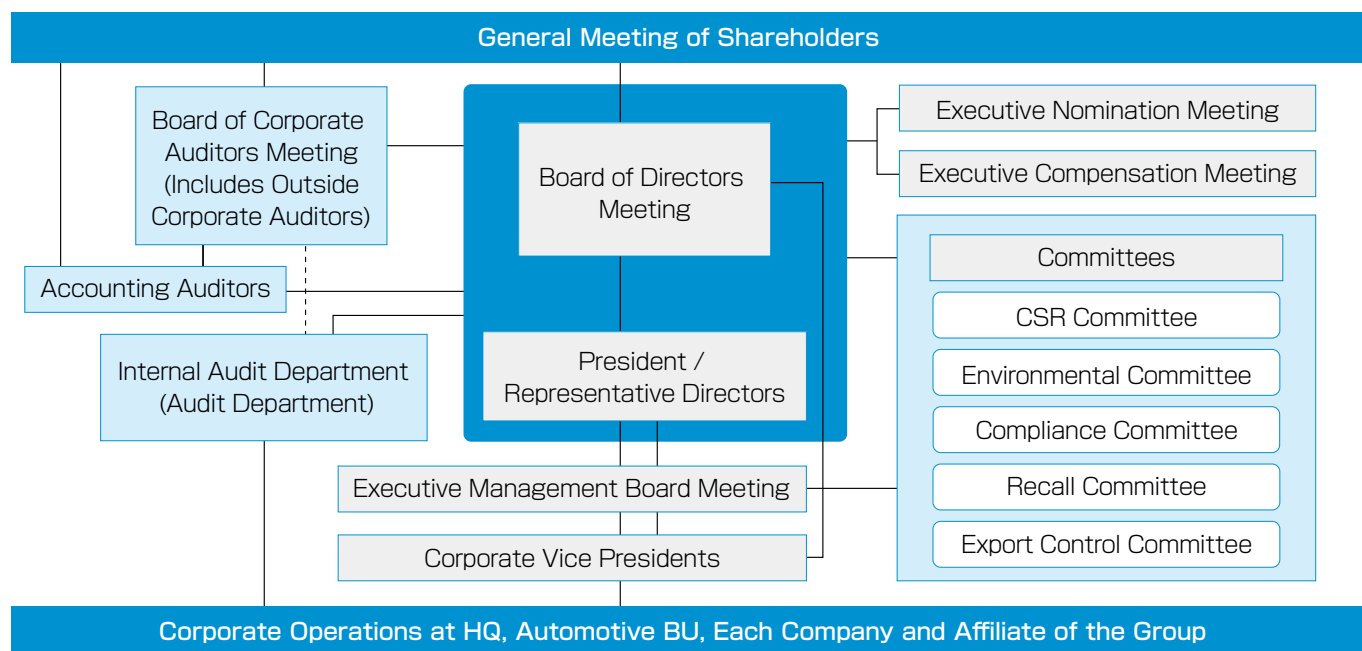 General Meeting of Shareholders
Board of Corporate
Auditors Meeting
(Includes Outside
Corporate Auditors)
Accounting Auditors
Internal Audit Department
(Audit Department)
Board of Directors
Meeting
President /
Representative Directors
Executive Management Board Meeting
Corporate Vice Presidents
Executive Nomination Meeting
Executive Compensation Meeting
Committees
CSR Committee
Environmental Committee
Compliance Committee
Recall Committee
Export Control Committee
Corporate Operations at HQ, Automotive BU, Each Company and Affiliate of the Group